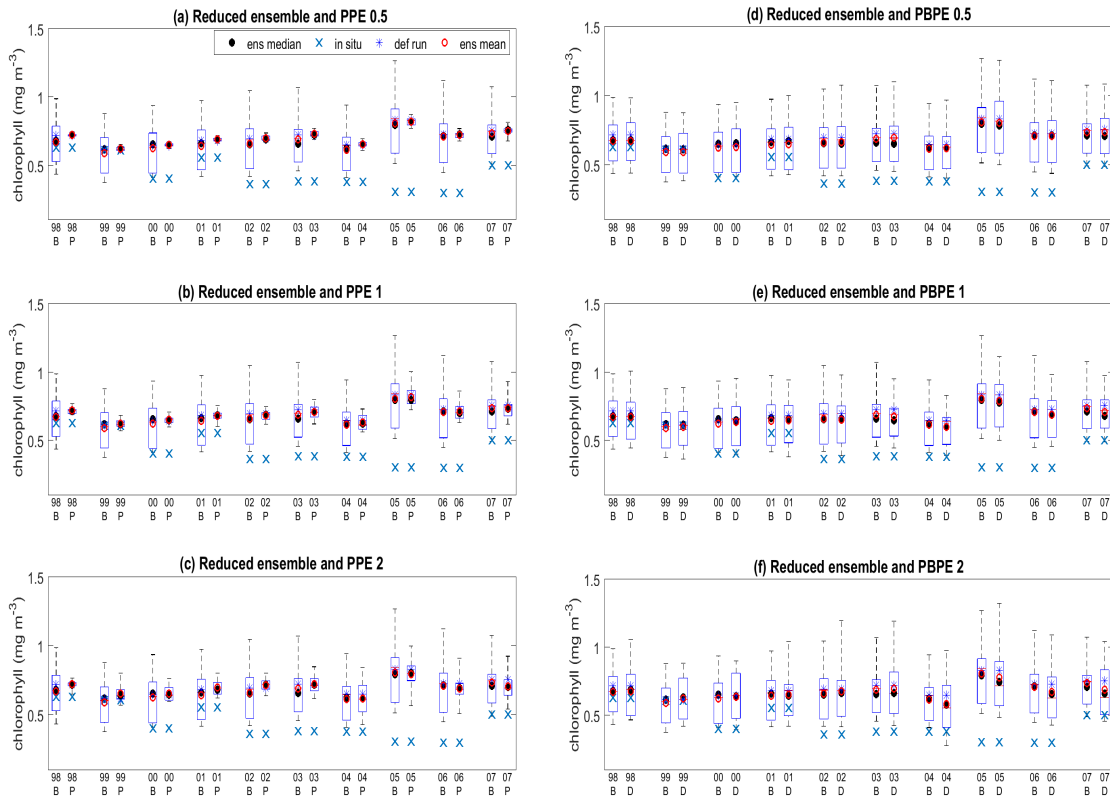 (a) Reduced ensemble and PPE 0.5
ens median in situ def run ens mean
chlorophyll (mg m⁻³)
1.5
1
0.5
98 98 99 99 00 00 01 01 02 02 03 03 04 04 05 05 06 06 07 07
B P B P B P B P B P B P B P B P B P B P
(b) Reduced ensemble and PPE 1
chlorophyll (mg m⁻³)
1.5
1
0.5
98 98 99 99 00 00 01 01 02 02 03 03 04 04 05 05 06 06 07 07
B P B P B P B P B P B P B P B P B P B P
(c) Reduced ensemble and PPE 2
chlorophyll (mg m⁻³)
1.5
1
0.5
98 98 99 99 00 00 01 01 02 02 03 03 04 04 05 05 06 06 07 07
B P B P B P B P B P B P B P B P B P B P
(d) Reduced ensemble and PBPE 0.5
chlorophyll (mg m⁻³)
1.5
1
0.5
98 98 99 99 00 00 01 01 02 02 03 03 04 04 05 05 06 06 07 07
B D B D B D B D B D B D B D B D B D B D
(e) Reduced ensemble and PBPE 1
chlorophyll (mg m⁻³)
1.5
1
0.5
98 98 99 99 00 00 01 01 02 02 03 03 04 04 05 05 06 06 07 07
B D B D B D B D B D B D B D B D B D B D
(f) Reduced ensemble and PBPE 2
chlorophyll (mg m⁻³)
1.5
1
0.5
98 98 99 99 00 00 01 01 02 02 03 03 04 04 05 05 06 06 07 07
B D B D B D B D B D B D B D B D B D B D